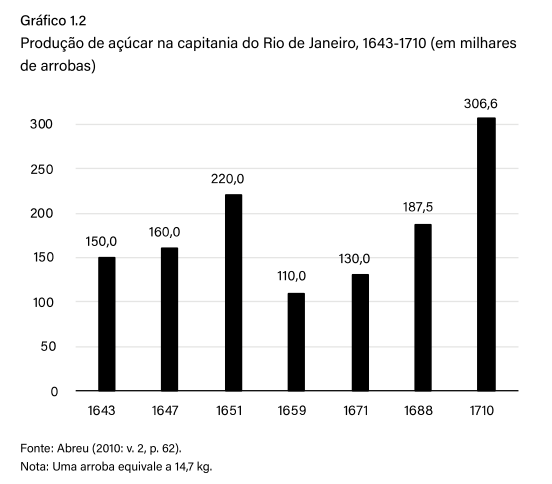 Gráfico 1.2
Produção de açúcar na capitania do Rio de Janeiro, 1643-1710 (em milhares
de arrobas)
306,6
300
250
220,0
200
187,5
160,0
150,0
150
130,0
110,0
100
50
0
1643 1647 1651 1659 1671 1688 1710
Fonte: Abreu (2010: v. 2, p. 62).
Nota: Uma arroba equivale a 14,7 kg.